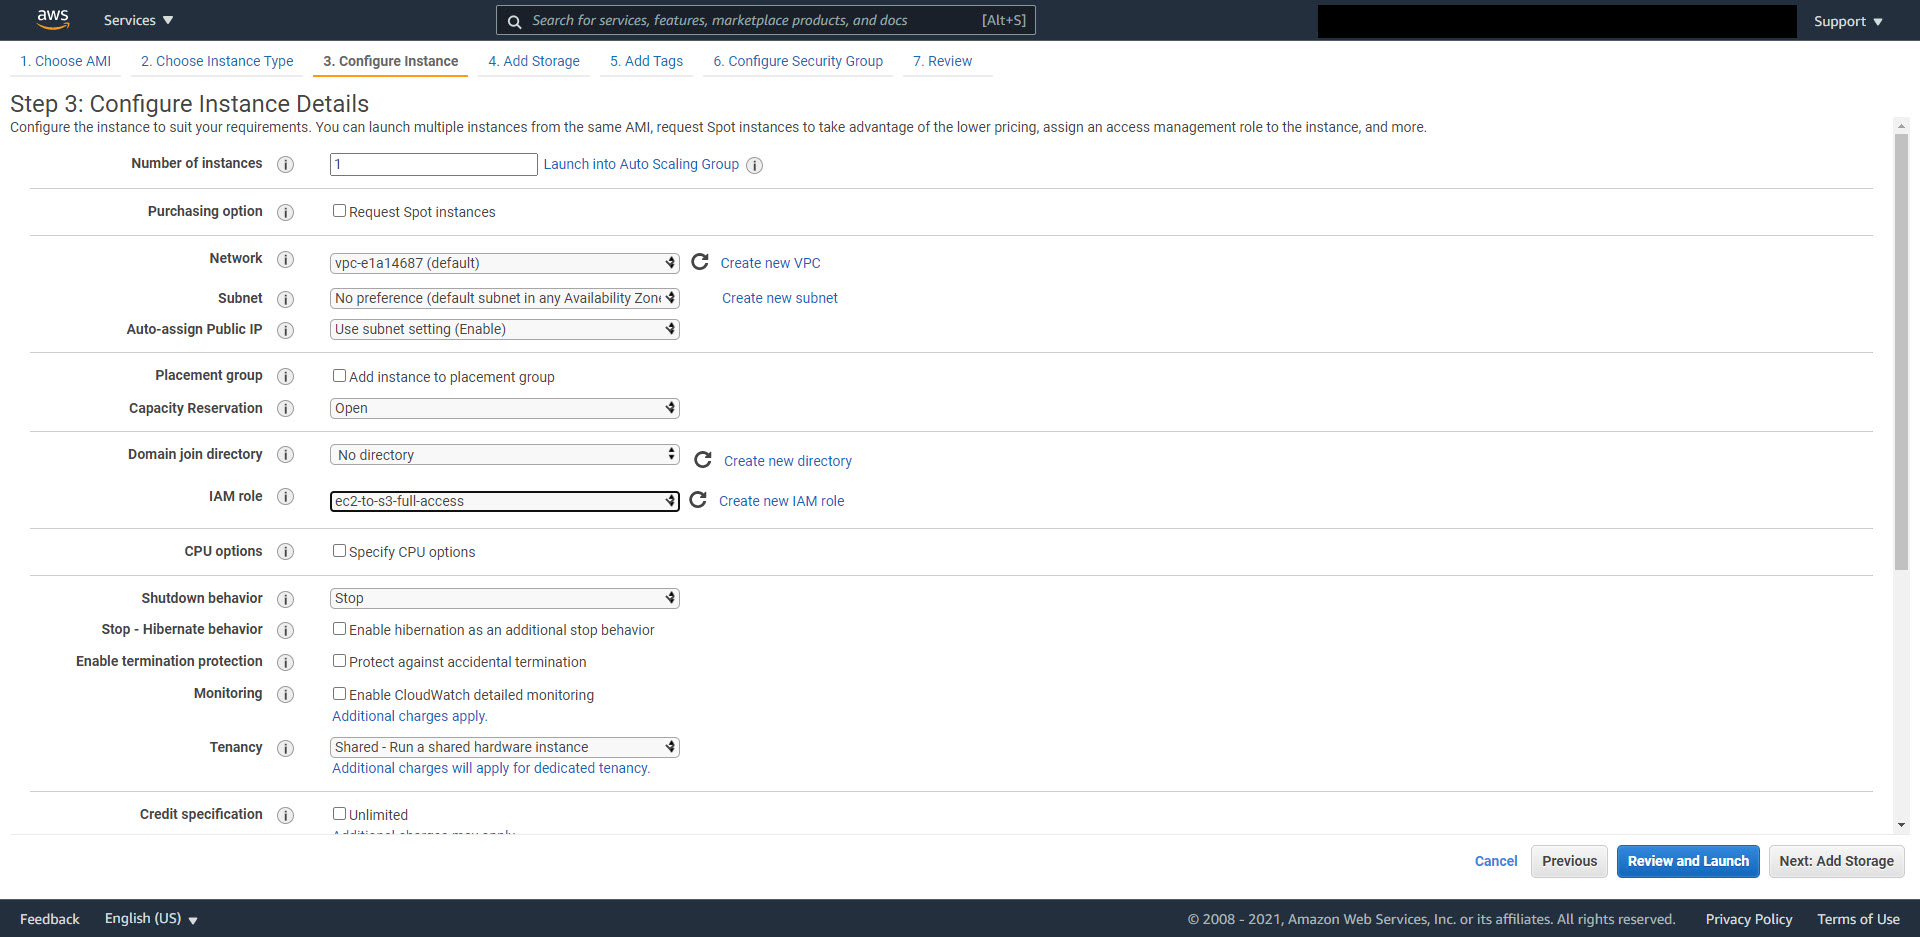 aws Services Search for services, features, marketplace products, and docs [Alt+S] Support
1. Choose AMI 2. Choose Instance Type 3. Configure Instance 4. Add Storage 5. Add Tags 6. Configure Security Group 7. Review
Step 3: Configure Instance Details
Configure the instance to suit your requirements. You can launch multiple instances from the same AMI, request Spot instances to take advantage of the lower pricing, assign an access management role to the instance, and more.
Number of instances i 1 Launch into Auto Scaling Group i
Purchasing option i Request Spot instances
Network i vpc-e1a14687 (default) Create new VPC
Subnet i No preference (default subnet in any Availability Zone Create new subnet
Auto-assign Public IP i Use subnet setting (Enable)
Placement group i Add instance to placement group
Capacity Reservation i Open
Domain join directory i No directory Create new directory
IAM role i ec2-to-s3-full-access Create new IAM role
CPU options i Specify CPU options
Shutdown behavior i Stop
Stop - Hibernate behavior i Enable hibernation as an additional stop behavior
Enable termination protection i Protect against accidental termination
Monitoring i Enable CloudWatch detailed monitoring
Additional charges apply.
Tenancy i Shared - Run a shared hardware instance
Additional charges will apply for dedicated tenancy.
Credit specification i Unlimited
Additional charges may apply
Cancel Previous Review and Launch Next: Add Storage
Feedback English (US) © 2008 - 2021, Amazon Web Services, Inc. or its affiliates. All rights reserved. Privacy Policy Terms of Use